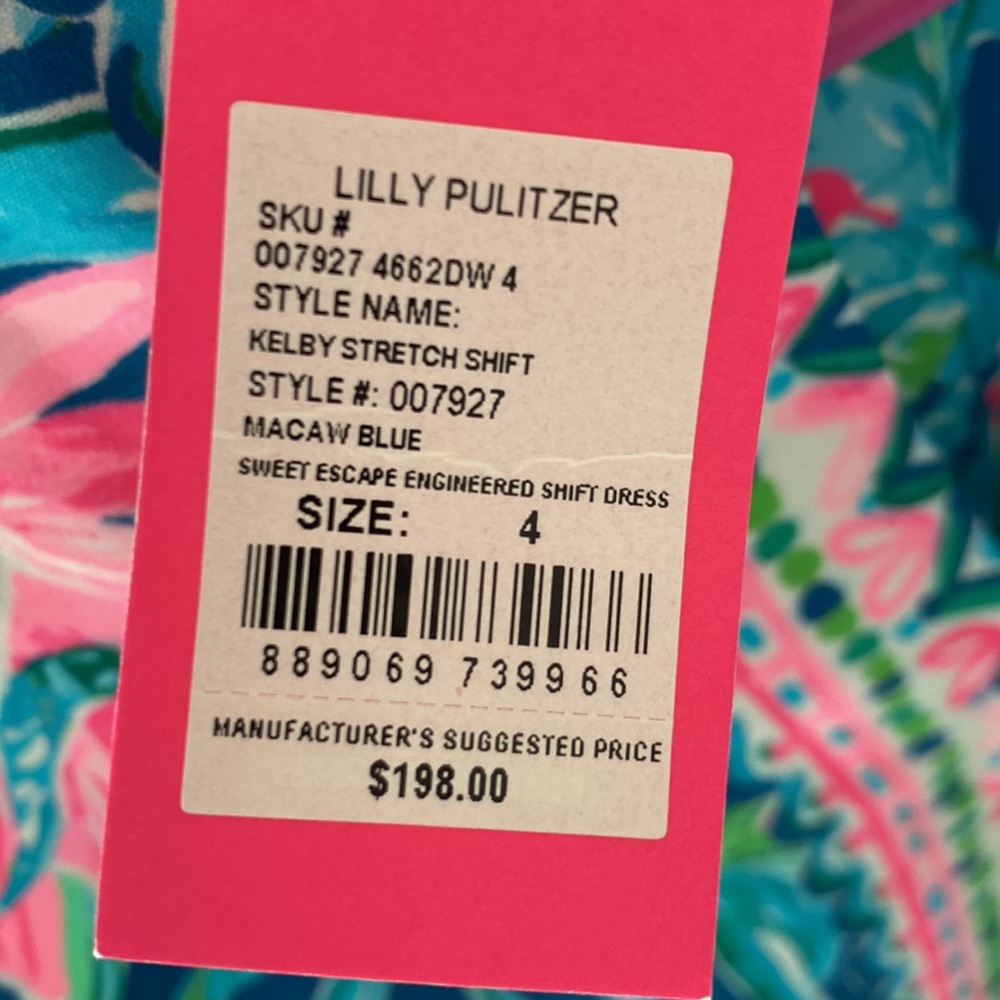 LILLY PULITZER
SKU #
007927 4662DW 4
STYLE NAME:
KELBY STRETCH SHIFT
STYLE #: 007927
MACAW BLUE
SWEET ESCAPE ENGINEERED SHIFT DRESS
SIZE: 4
889069 739966
MANUFACTURER'S SUGGESTED PRICE
$198.00